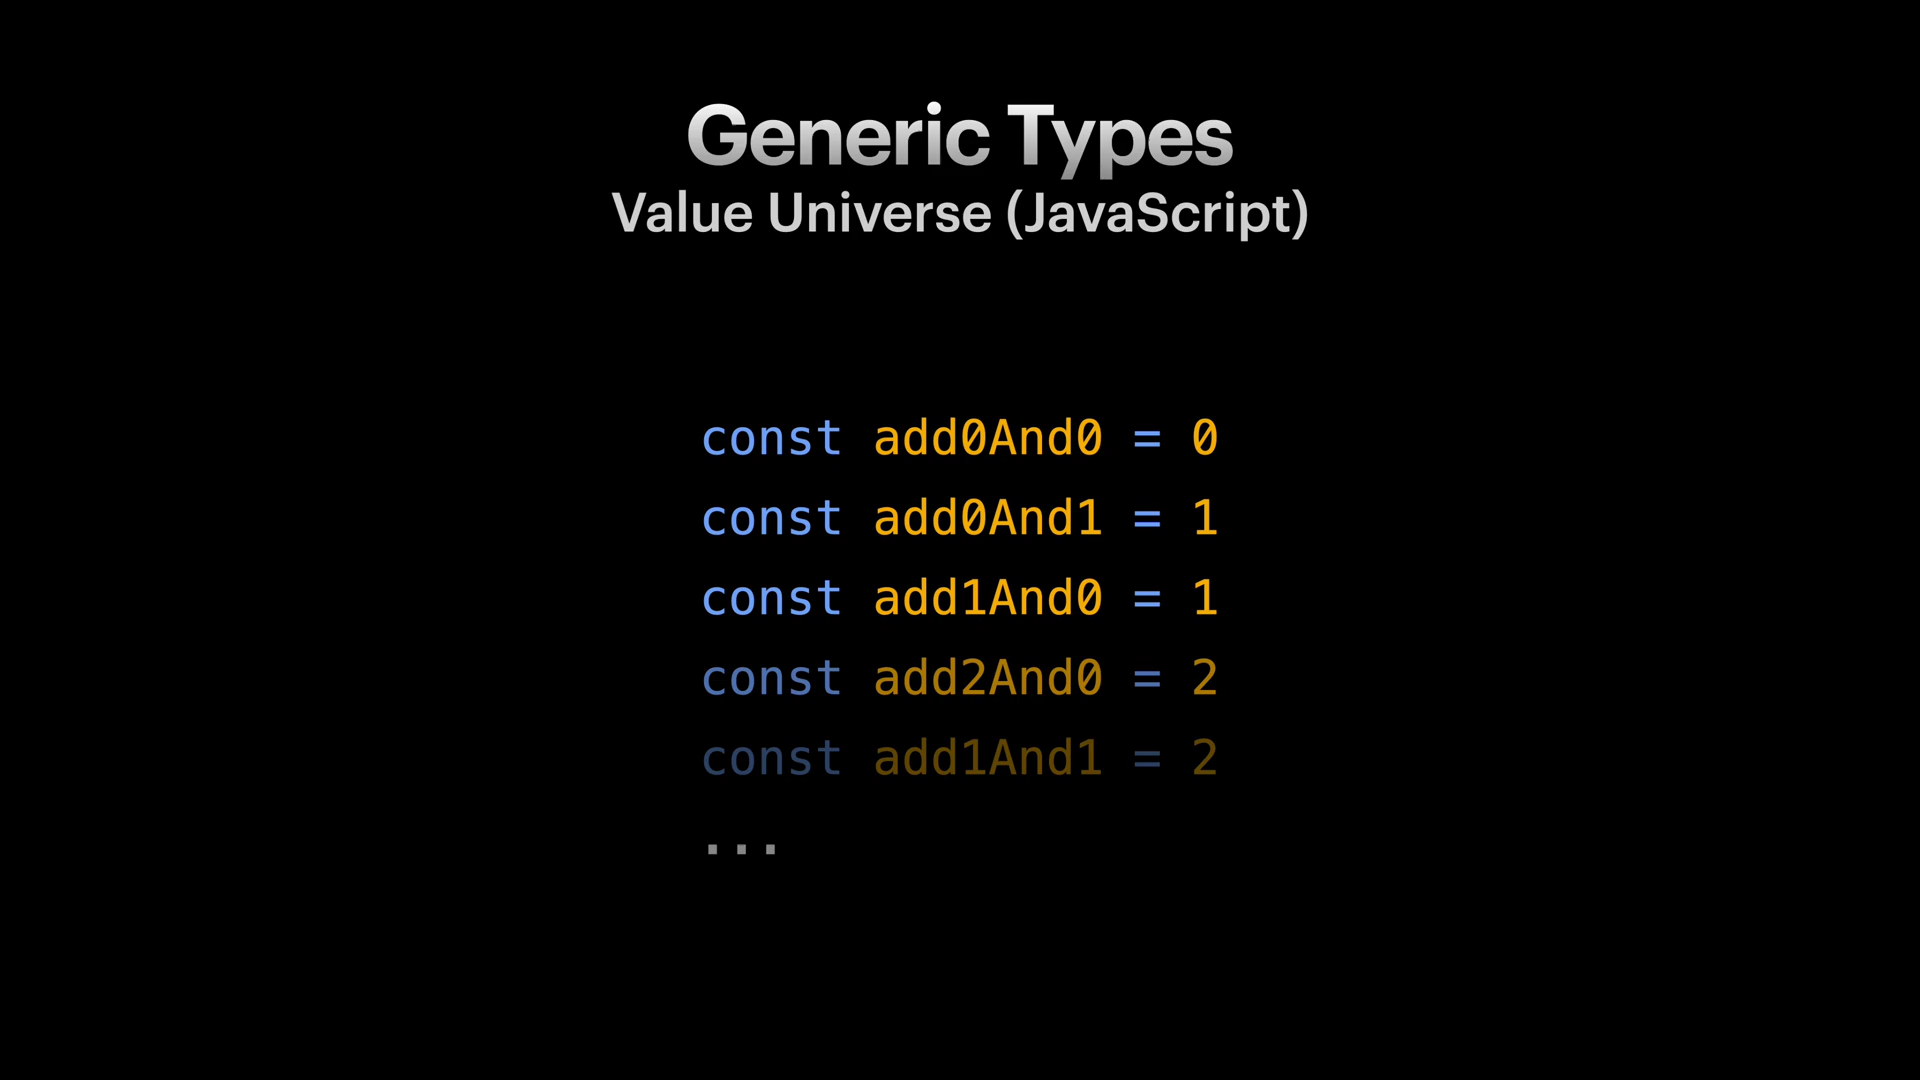 Generic Types
Value Universe (JavaScript)
const add0And0 = 0
const add0And1 = 1
const add1And0 = 1
const add2And0 = 2
const add1And1 = 2
...